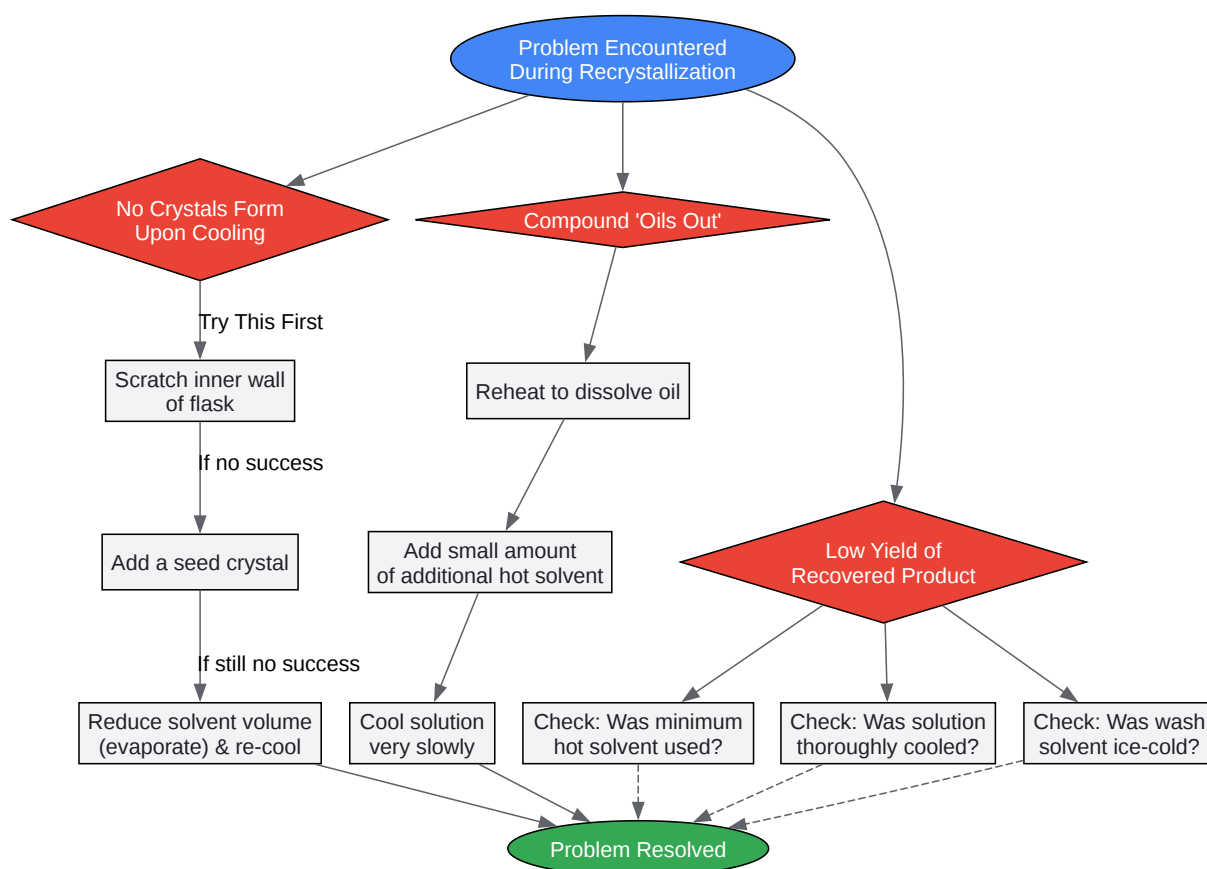 Problem Encountered
During Recrystallization
No Crystals Form
Upon Cooling
Compound 'Oils Out'
Try This First
Scratch inner wall
of flask
Reheat to dissolve oil
If no success
Add a seed crystal
Add small amount
of additional hot solvent
Low Yield of
Recovered Product
If still no success
Reduce solvent volume
(evaporate) & re-cool
Cool solution
very slowly
Check: Was minimum
hot solvent used?
Check: Was solution
thoroughly cooled?
Check: Was wash
solvent ice-cold?
Problem Resolved